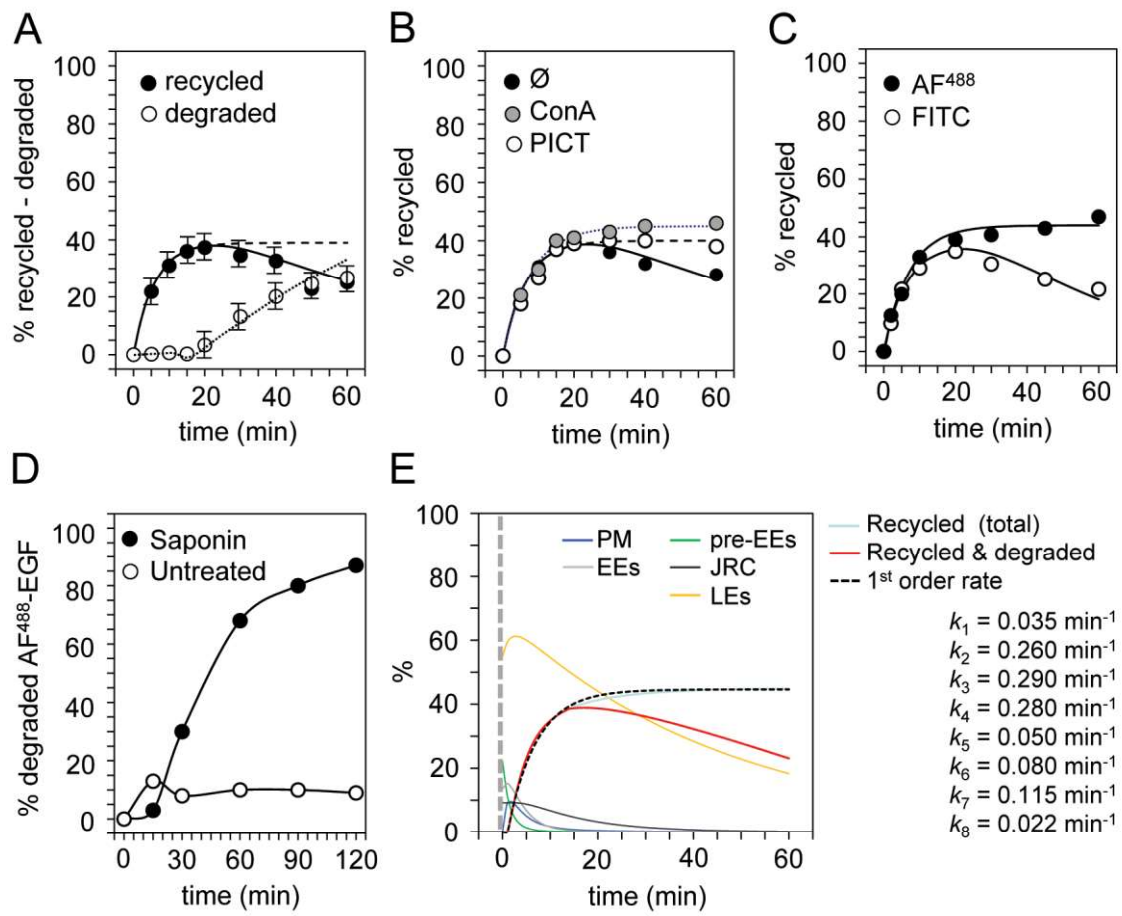 A
100
80
60
40
20
0
% recycled - degraded
recycled
degraded
0 20 40 60
time (min)
B
100
80
60
40
20
0
% recycled
Ø
ConA
PICT
0 20 40 60
time (min)
C
100
80
60
40
20
0
% recycled
AF⁴⁸⁸
FITC
0 20 40 60
time (min)
D
100
80
60
40
20
0
% degraded AF⁴⁸⁸-EGF
Saponin
Untreated
0 30 60 90 120
time (min)
E
100
80
60
40
20
0
%
PM pre-EEs
EEs JRC
LEs
0 20 40 60
time (min)
Recycled (total)
Recycled & degraded
1ˢᵗ order rate
k₁ = 0.035 min⁻¹
k₂ = 0.260 min⁻¹
k₃ = 0.290 min⁻¹
k₄ = 0.280 min⁻¹
k₅ = 0.050 min⁻¹
k₆ = 0.080 min⁻¹
k₇ = 0.115 min⁻¹
k₈ = 0.022 min⁻¹